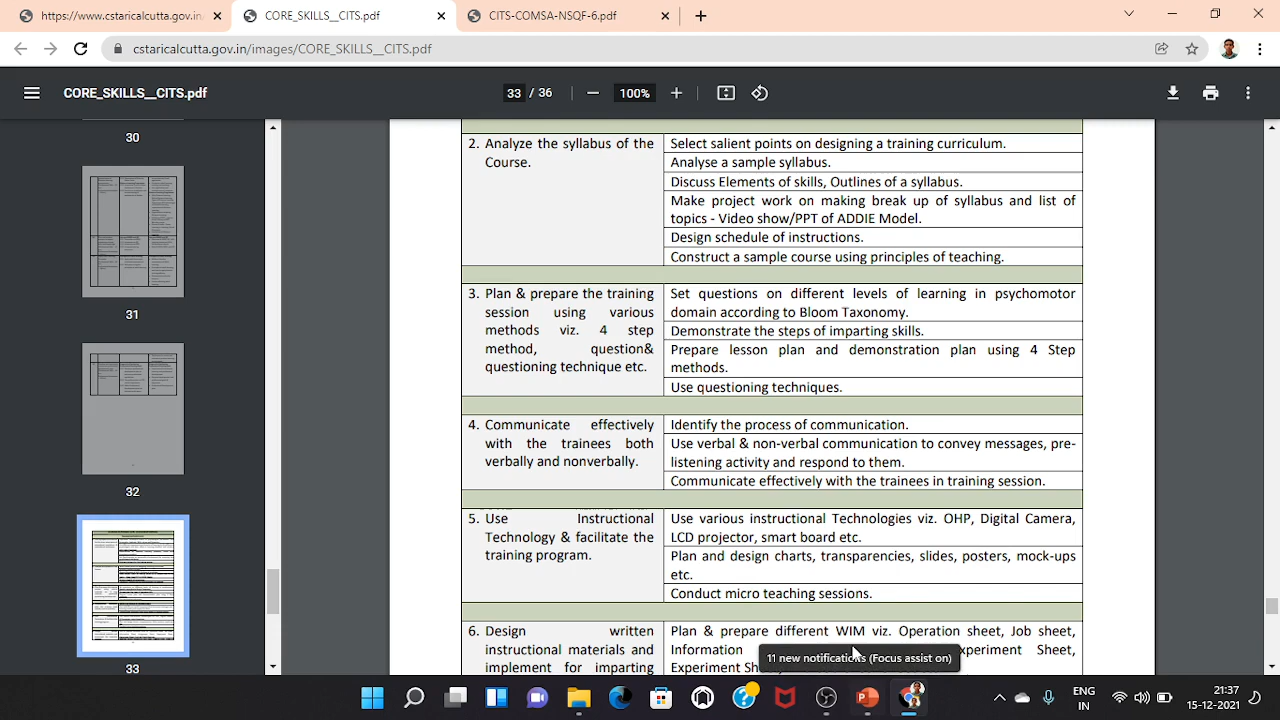 https://www.cstaricalcutta.gov.in/
CORE_SKILLS__CITS.pdf
CITS-COMSA-NSQF-6.pdf
cstaricalcutta.gov.in/images/CORE_SKILLS__CITS.pdf
CORE_SKILLS__CITS.pdf
33 / 36
100%
30
31
32
33
2. Analyze the syllabus of the
Course.
Select salient points on designing a training curriculum.
Analyse a sample syllabus.
Discuss Elements of skills, Outlines of a syllabus.
Make project work on making break up of syllabus and list of
topics - Video show/PPT of ADDIE Model.
Design schedule of instructions.
Construct a sample course using principles of teaching.
3. Plan & prepare the training
session using various
methods viz. 4 step
method, question&
questioning technique etc.
Set questions on different levels of learning in psychomotor
domain according to Bloom Taxonomy.
Demonstrate the steps of imparting skills.
Prepare lesson plan and demonstration plan using 4 Step
methods.
Use questioning techniques.
4. Communicate effectively
with the trainees both
verbally and nonverbally.
Identify the process of communication.
Use verbal & non-verbal communication to convey messages, pre-
listening activity and respond to them.
Communicate effectively with the trainees in training session.
5. Use Instructional
Technology & facilitate the
training program.
Use various instructional Technologies viz. OHP, Digital Camera,
LCD projector, smart board etc.
Plan and design charts, transparencies, slides, posters, mock-ups
etc.
Conduct micro teaching sessions.
6. Design written
instructional materials and
implement for imparting
Plan & prepare different WIM viz. Operation sheet, Job sheet,
Information
Experiment
11 new notifications (Focus assist on)
ENG
IN
21:37
15-12-2021